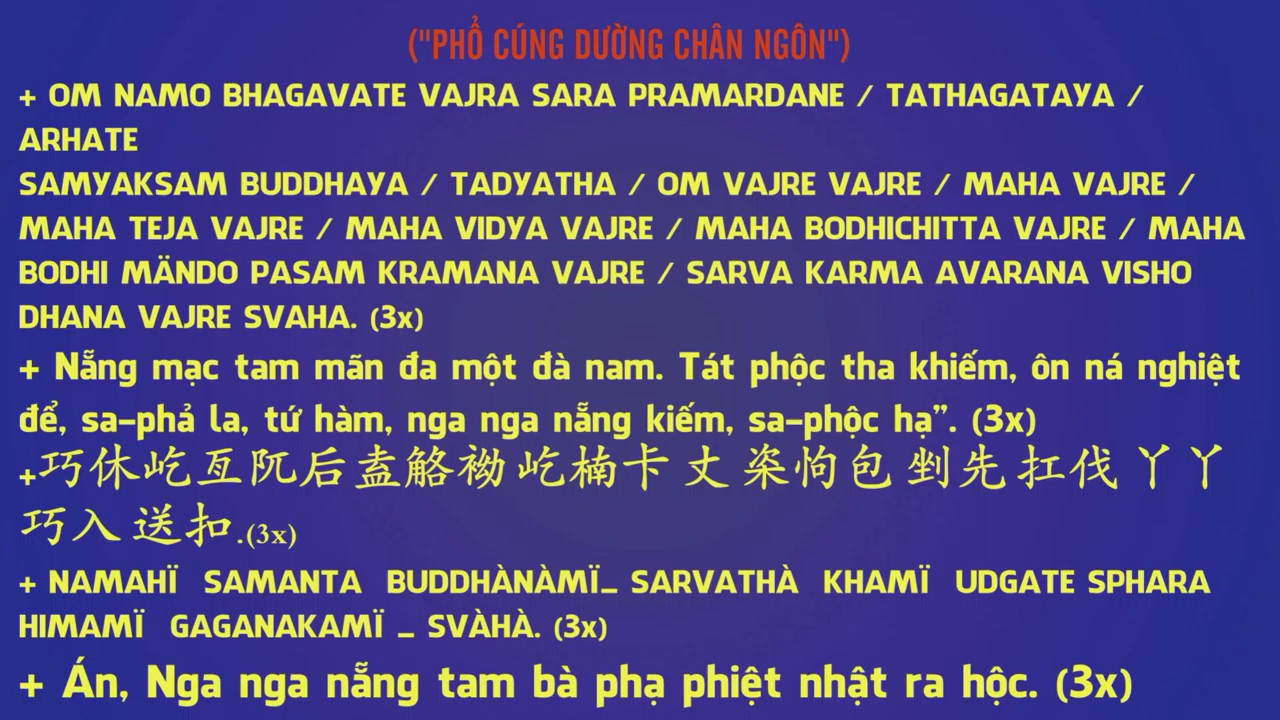 ("PHỔ CÚNG DƯỜNG CHÂN NGÔN")
+ OM NAMO BHAGAVATE VAJRA SARA PRAMARDANE / TATHAGATAYA /
ARHATE
SAMYAKSAM BUDDHAYA / TADYATHA / OM VAJRE VAJRE / MAHA VAJRE /
MAHA TEJA VAJRE / MAHA VIDYA VAJRE / MAHA BODHICHITTA VAJRE / MAHA
BODHI MÄNDO PASAM KRAMANA VAJRE / SARVA KARMA AVARANA VISHO
DHANA VAJRE SVAHA. (3x)
+ Nẵng mạc tam mãn đa một đà nam. Tát phộc tha khiếm, ôn ná nghiệt
để, sa-phả la, tứ hàm, nga nga nẵng kiếm, sa-phộc hạ”. (3x)
+巧休屹亙阢后盍觡袎屹楠卡丈桼恦包剉先扛伐丫丫
巧入送扣.(3x)
+ NAMAHÏ SAMANTA BUDDHÀNÀMÏ_ SARVATHÀ KHAMÏ UDGATE SPHARA
HIMAMÏ GAGANAKAMÏ _ SVÀHÀ. (3x)
+ Án, Nga nga nẵng tam bà phạ phiệt nhật ra hộc. (3x)